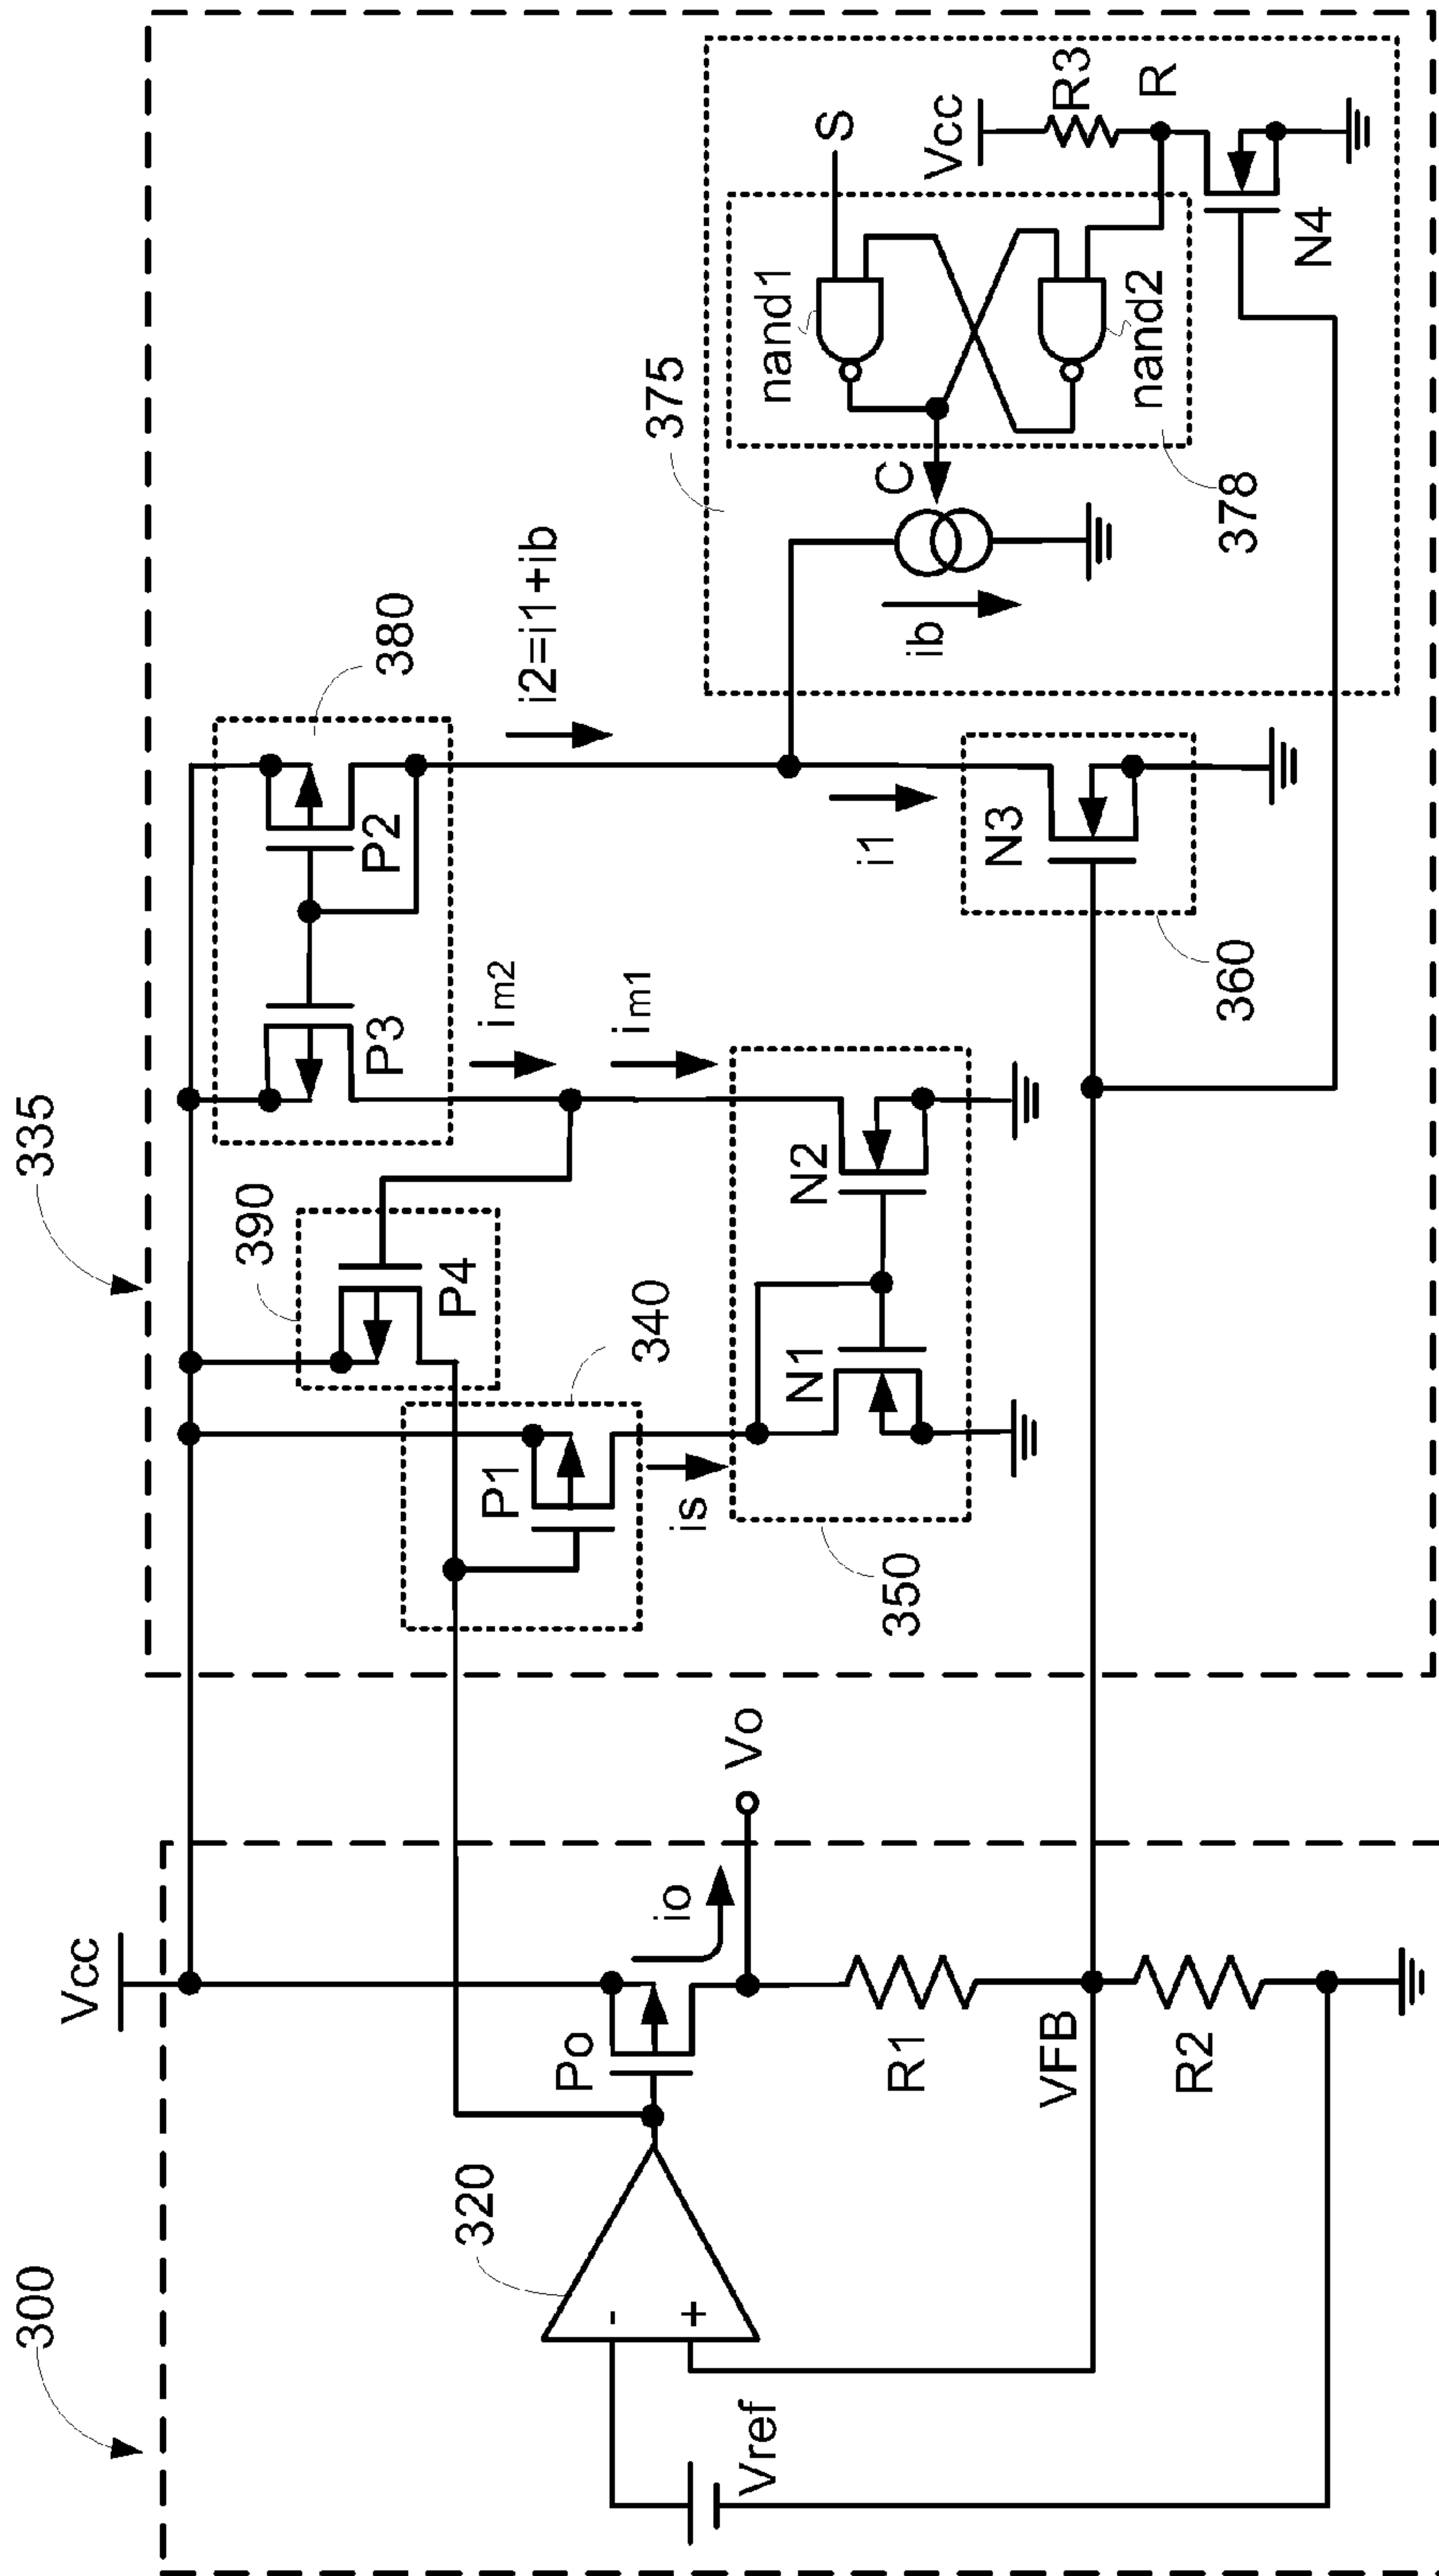 300
Vcc
320
-
+
Vref
Po
io
Vo
R1
VFB
R2
335
390
P4
340
P1
is
350
N1
N2
380
P3
P2
im2
im1
i2=i1+ib
i1
N3
360
375
ib
C
378
nand1
nand2
S
Vcc
R3
R
N4